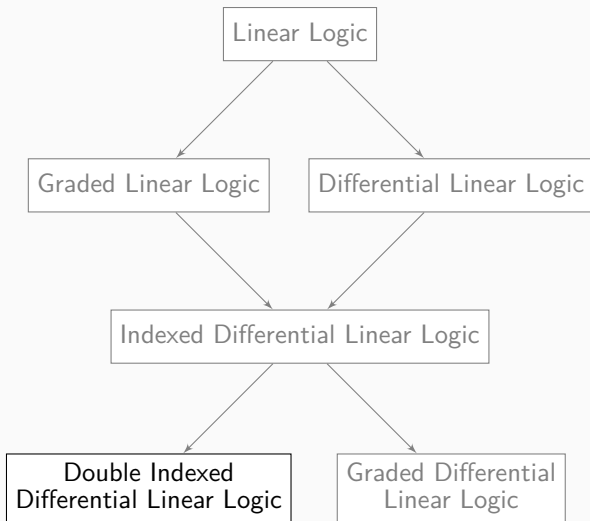 Linear Logic
Graded Linear Logic
Differential Linear Logic
Indexed Differential Linear Logic
Double Indexed
Differential Linear Logic
Graded Differential
Linear Logic